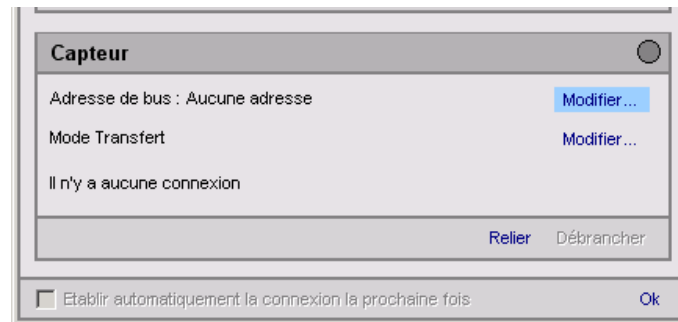 Capteur
Adresse de bus : Aucune adresse Modifier...
Mode Transfert Modifier...
Il n'y a aucune connexion
Relier Débrancher
Etablir automatiquement la connexion la prochaine fois Ok